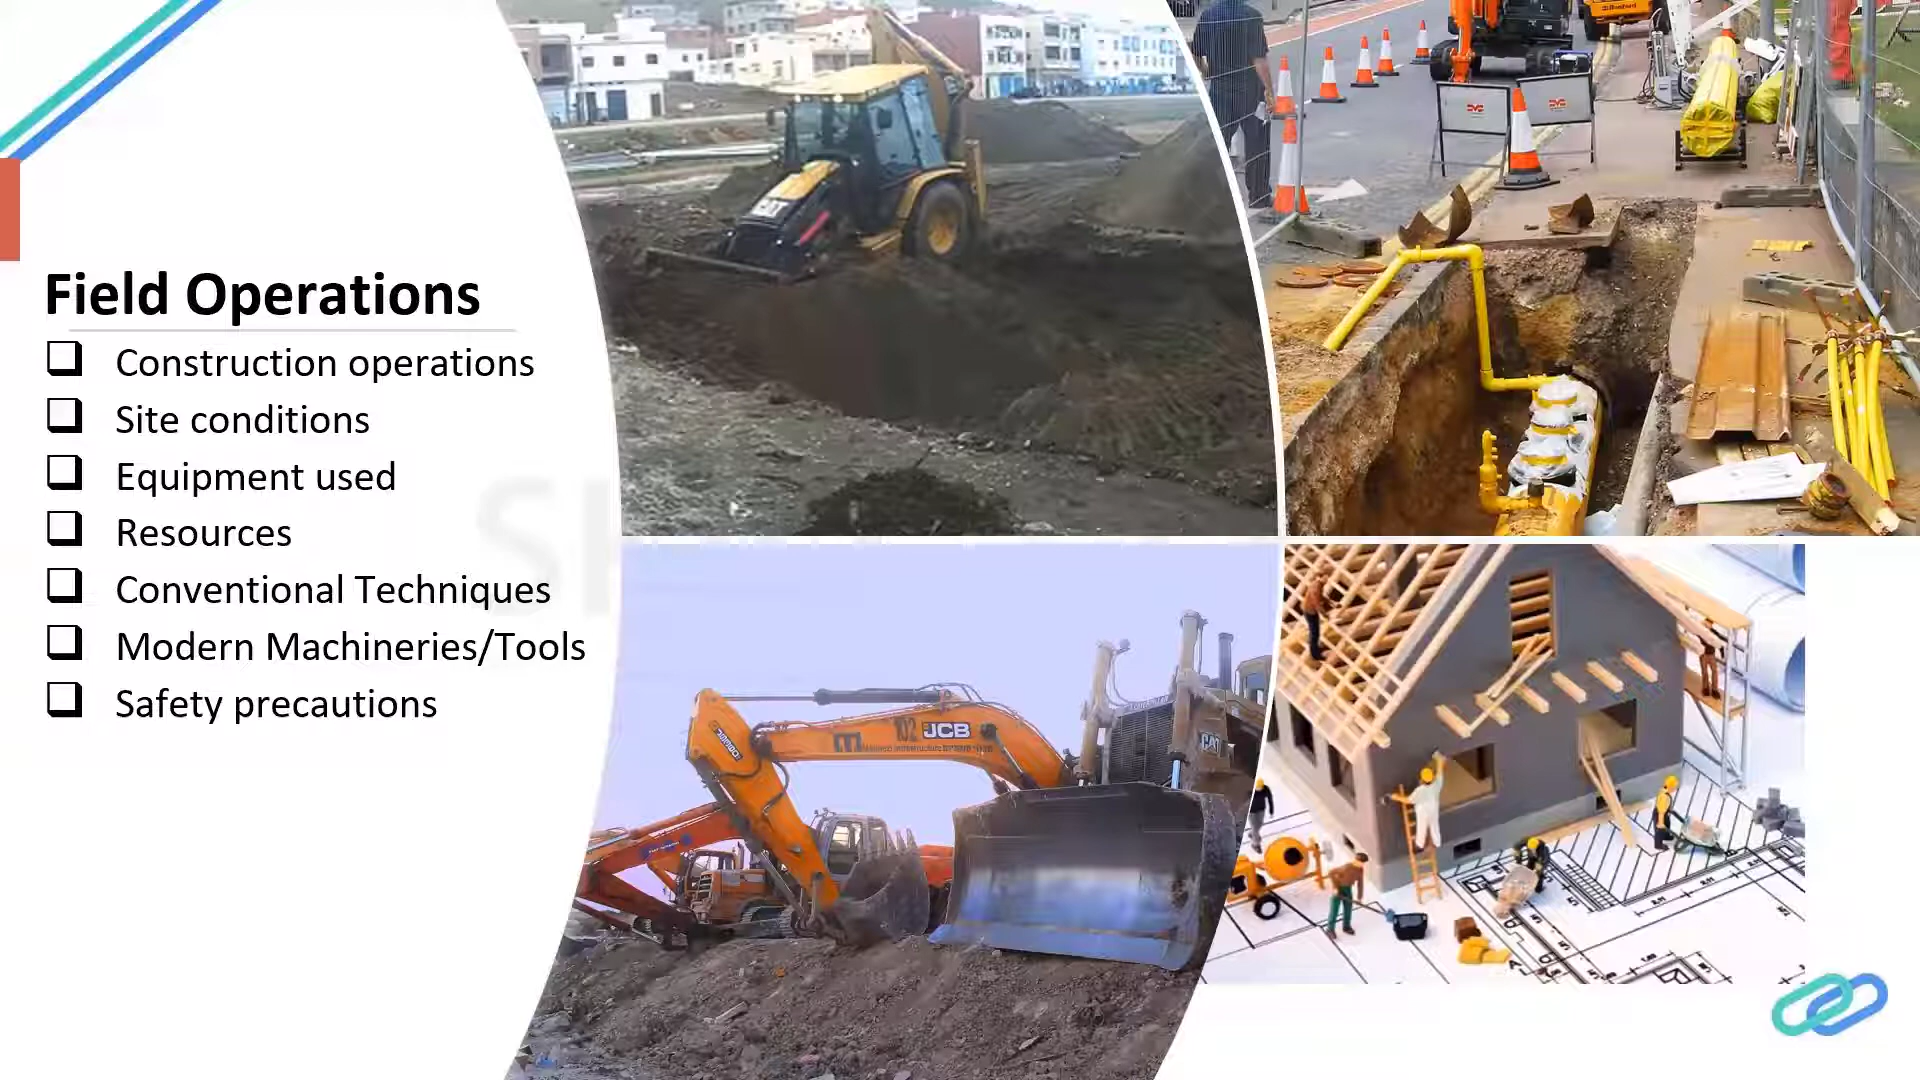 Field Operations
Construction operations
Site conditions
Equipment used
Resources
Conventional Techniques
Modern Machineries/Tools
Safety precautions
CAT
102 JCB
CAT